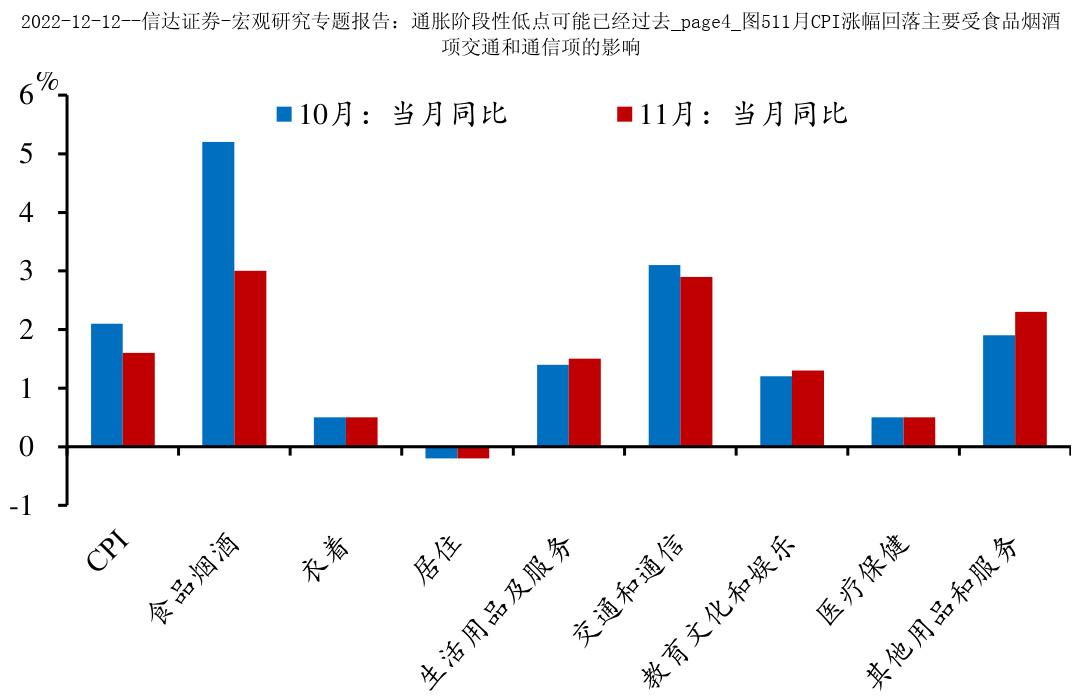 2022-12-12--信达证券-宏观研究专题报告：通胀阶段性低点可能已经过去_page4_图511月CPI涨幅回落主要受食品烟酒
项交通和通信项的影响
%
10月：当月同比
11月：当月同比
6
5
4
3
2
1
0
-1
CPI
食品烟酒
衣着
居住
生活用品及服务
交通和通信
教育文化和娱乐
医疗保健
其他用品和服务